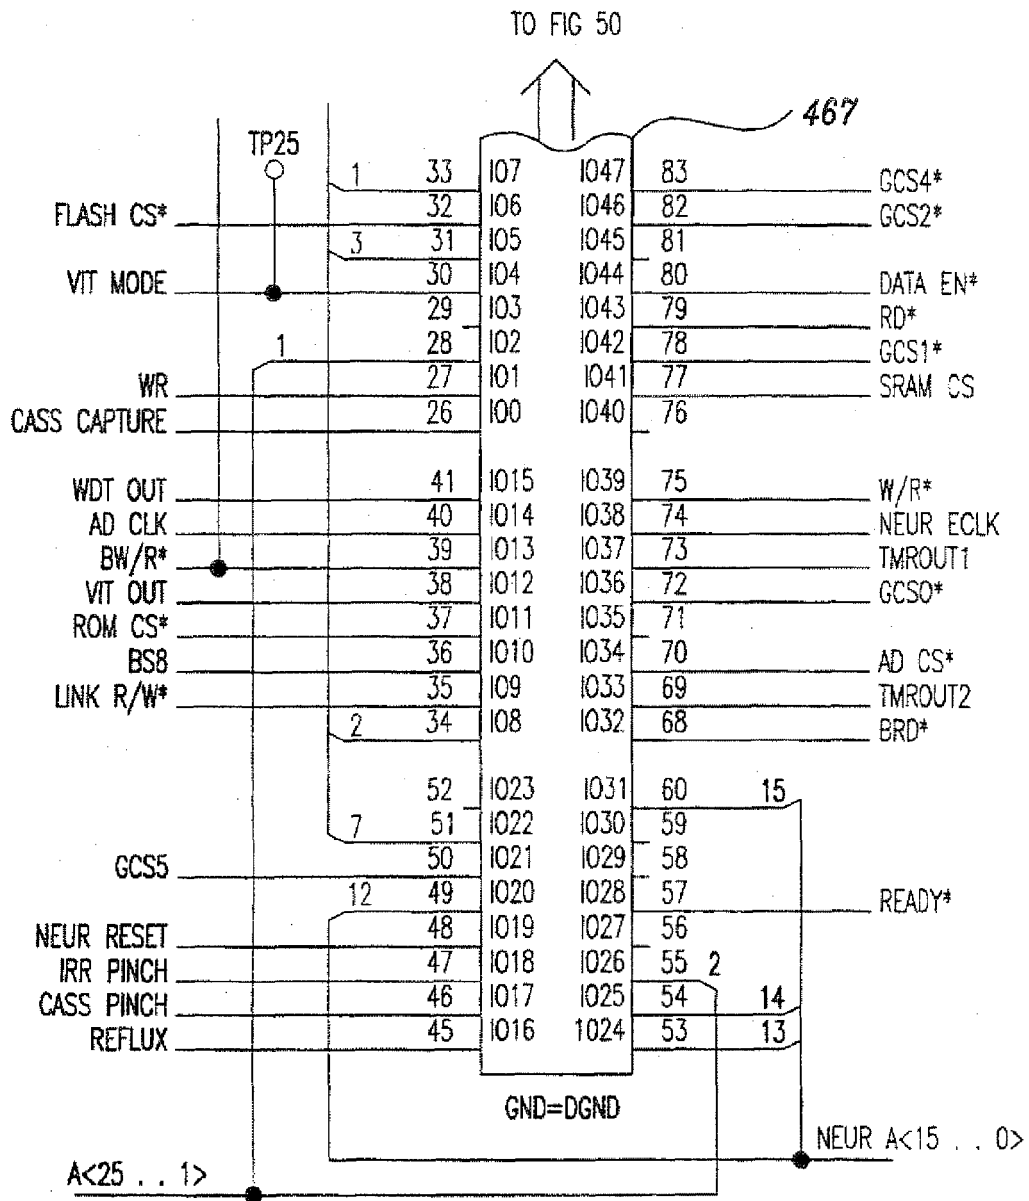 TO FIG 50
467
TP25
1 33 IO7 IO47 83 GCS4*
FLASH CS* 32 IO6 IO46 82 GCS2*
3 31 IO5 IO45 81
VIT MODE 30 IO4 IO44 80 DATA EN*
29 IO3 IO43 79 RD*
1 28 IO2 IO42 78 GCS1*
WR 27 IO1 IO41 77 SRAM CS
CASS CAPTURE 26 IO0 IO40 76
WDT OUT 41 IO15 IO39 75 W/R*
AD CLK 40 IO14 IO38 74 NEUR ECLK
BW/R* 39 IO13 IO37 73 TMROUT1
VIT OUT 38 IO12 IO36 72 GCS0*
ROM CS* 37 IO11 IO35 71
BS8 36 IO10 IO34 70 AD CS*
LINK R/W* 35 IO9 IO33 69 TMROUT2
2 34 IO8 IO32 68 BRD*
52 IO23 IO31 60 15
7 51 IO22 IO30 59
GCS5 50 IO21 IO29 58
12 49 IO20 IO28 57 READY*
NEUR RESET 48 IO19 IO27 56
IRR PINCH 47 IO18 IO26 55 2
CASS PINCH 46 IO17 IO25 54 14
REFLUX 45 IO16 IO24 53 13
GND=DGND
NEUR A<15 . . 0>
A<25 . . 1>